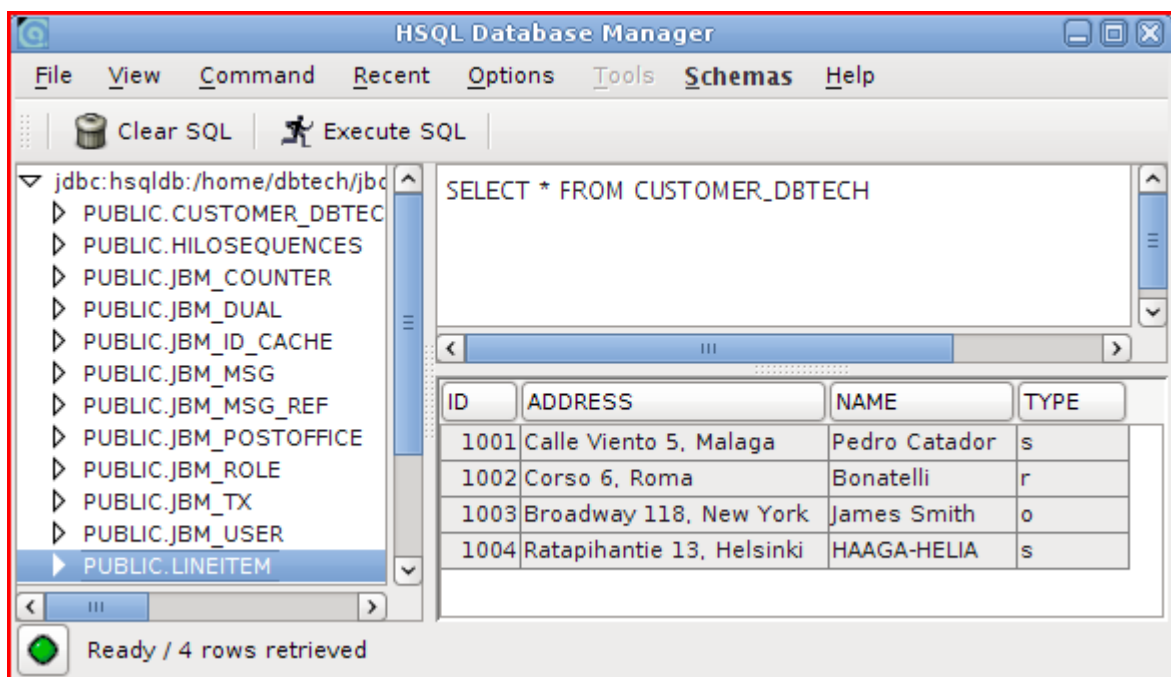 HSQL Database Manager
File View Command Recent Options Tools Schemas Help
Clear SQL Execute SQL
jdbc:hsqldb:/home/dbtech/jbo
PUBLIC.CUSTOMER_DBTEC
PUBLIC.HILOSEQUENCES
PUBLIC.JBM_COUNTER
PUBLIC.JBM_DUAL
PUBLIC.JBM_ID_CACHE
PUBLIC.JBM_MSG
PUBLIC.JBM_MSG_REF
PUBLIC.JBM_POSTOFFICE
PUBLIC.JBM_ROLE
PUBLIC.JBM_TX
PUBLIC.JBM_USER
PUBLIC.LINEITEM
SELECT * FROM CUSTOMER_DBTECH
ID ADDRESS NAME TYPE
1001 Calle Viento 5, Malaga Pedro Catador s
1002 Corso 6, Roma Bonatelli r
1003 Broadway 118, New York James Smith o
1004 Ratapihantie 13, Helsinki HAAGA-HELIA s
Ready / 4 rows retrieved